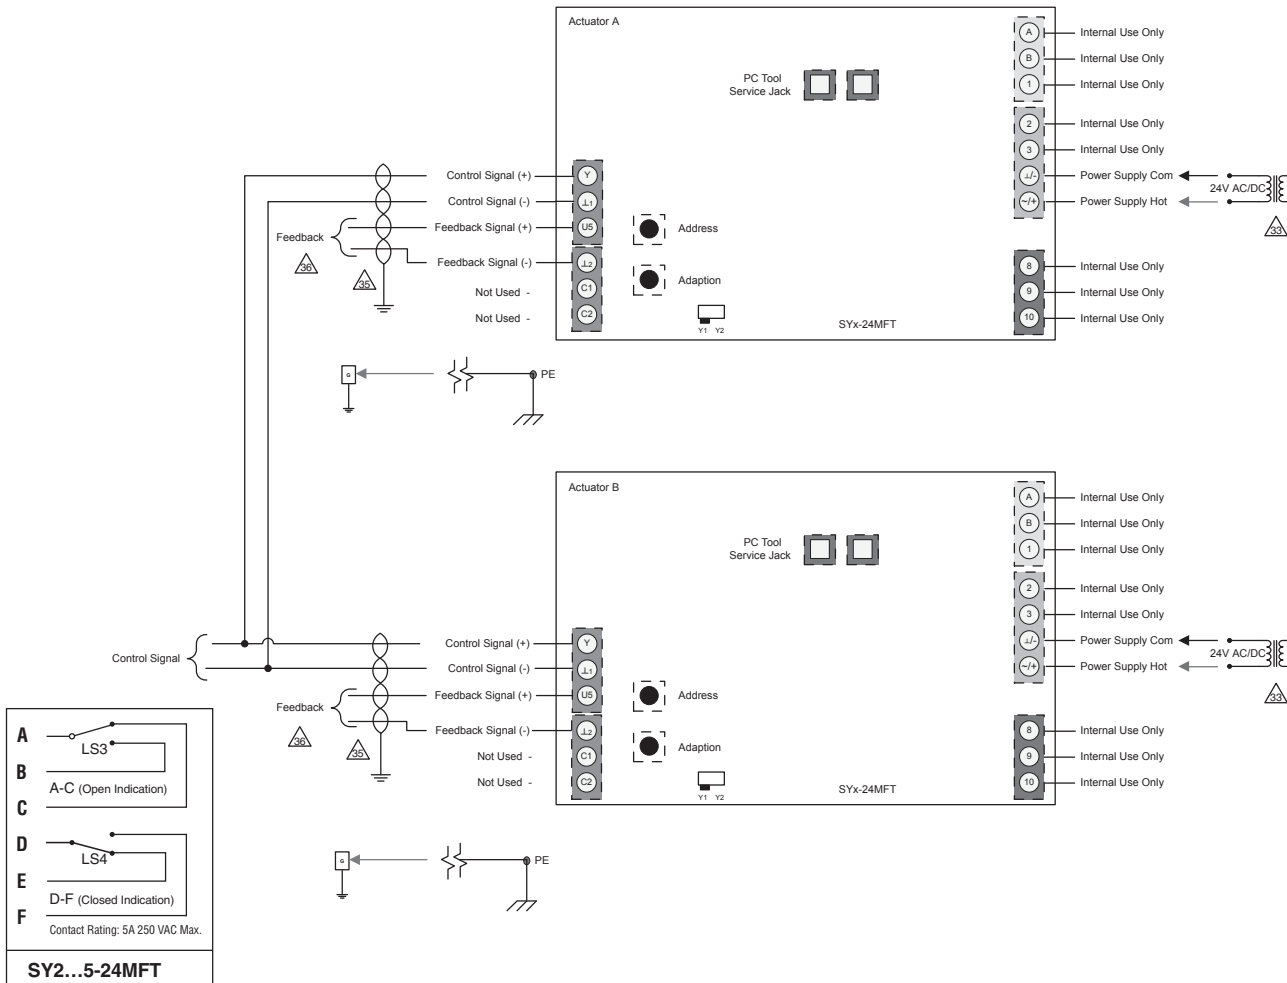 Actuator A
PC Tool
Service Jack
Control Signal (+)
Control Signal (-)
Feedback Signal (+)
Feedback
Feedback Signal (-)
Not Used -
Not Used -
36
35
Y
⊥1
U5
⊥2
C1
C2
Address
Adaption
Y1 Y2
SYx-24MFT
A Internal Use Only
B Internal Use Only
1 Internal Use Only
2 Internal Use Only
3 Internal Use Only
⊥/- Power Supply Com
~/+ Power Supply Hot
24V AC/DC
33
8 Internal Use Only
9 Internal Use Only
10 Internal Use Only
G
PE
Actuator B
PC Tool
Service Jack
Control Signal
Control Signal (+)
Control Signal (-)
Feedback Signal (+)
Feedback
Feedback Signal (-)
Not Used -
Not Used -
36
35
Y
⊥1
U5
⊥2
C1
C2
Address
Adaption
Y1 Y2
SYx-24MFT
A Internal Use Only
B Internal Use Only
1 Internal Use Only
2 Internal Use Only
3 Internal Use Only
⊥/- Power Supply Com
~/+ Power Supply Hot
24V AC/DC
33
8 Internal Use Only
9 Internal Use Only
10 Internal Use Only
G
PE
A
LS3
B
A-C (Open Indication)
C
D
LS4
E
D-F (Closed Indication)
F
Contact Rating: 5A 250 VAC Max.
SY2...5-24MFT